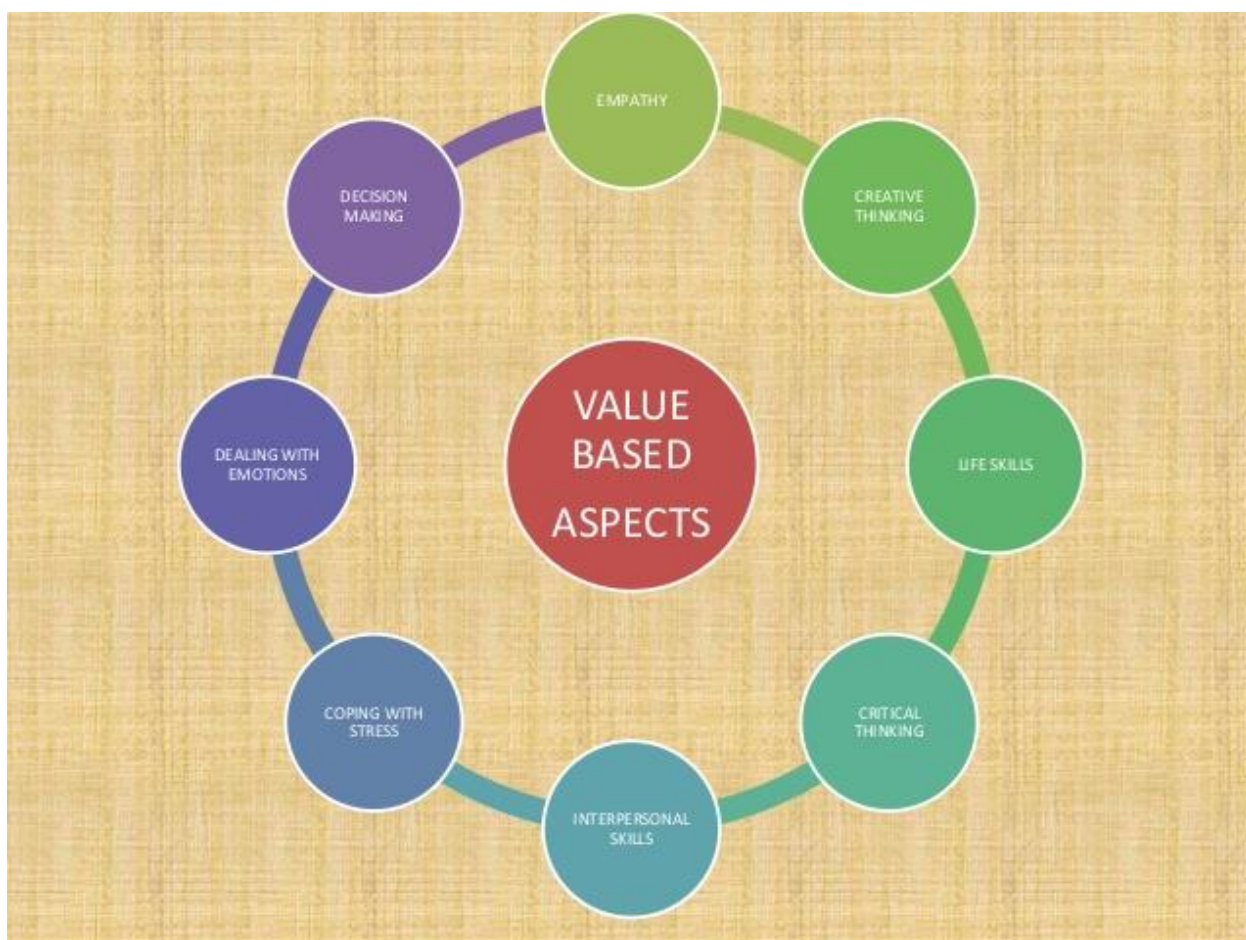 EMPATHY
CREATIVE
THINKING
LIFE SKILLS
CRITICAL
THINKING
INTERPERSONAL
SKILLS
COPING WITH
STRESS
DEALING WITH
EMOTIONS
DECISION
MAKING
VALUE
BASED
ASPECTS